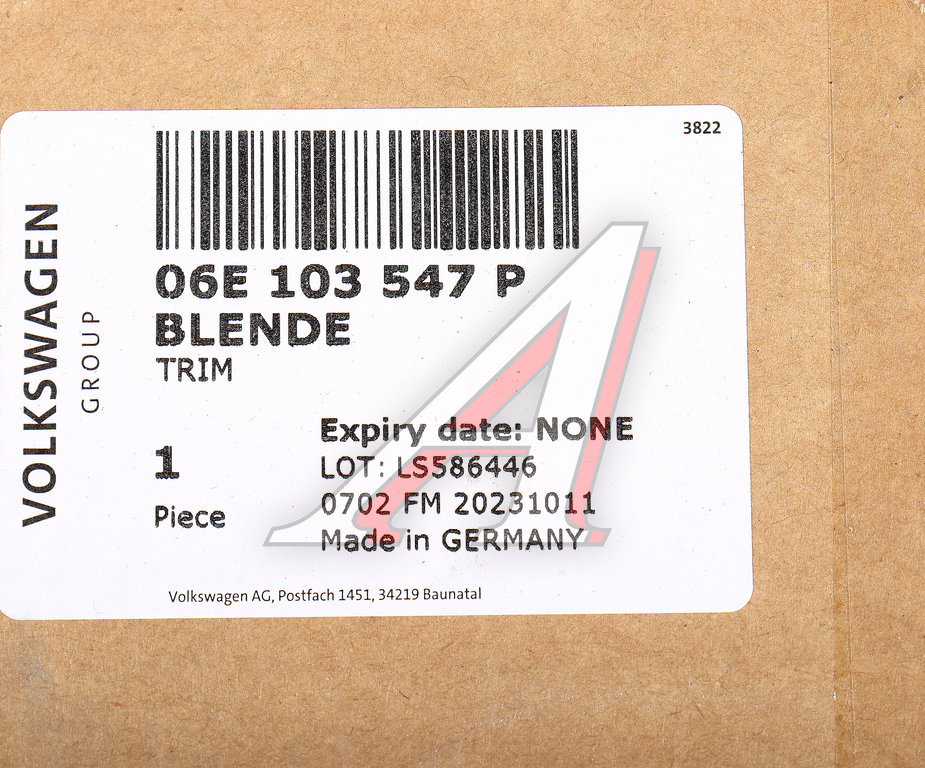 3822
VOLKSWAGEN
GROUP
06E 103 547 P
BLENDE
TRIM
1
Piece
Expiry date: NONE
LOT: LS586446
0702 FM 20231011
Made in GERMANY
Volkswagen AG, Postfach 1451, 34219 Baunatal